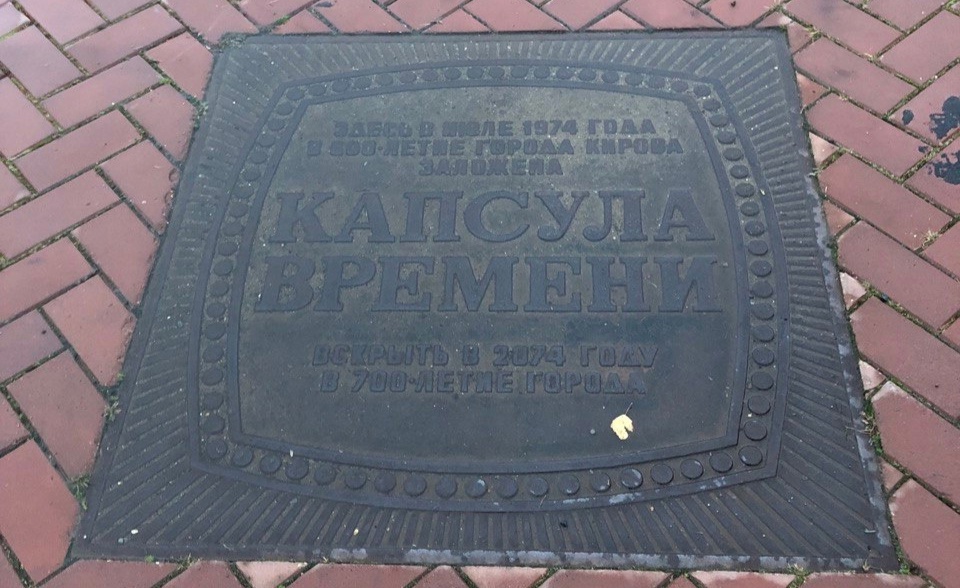 ЗДЕСЬ В ИЮЛЕ 1974 ГОДА
В 600-ЛЕТИЕ ГОРОДА КИРОВА
ЗАЛОЖЕНА
КАПСУЛА
ВРЕМЕНИ
ВСКРЫТЬ В 2074 ГОДУ
В 700-ЛЕТИЕ ГОРОДА